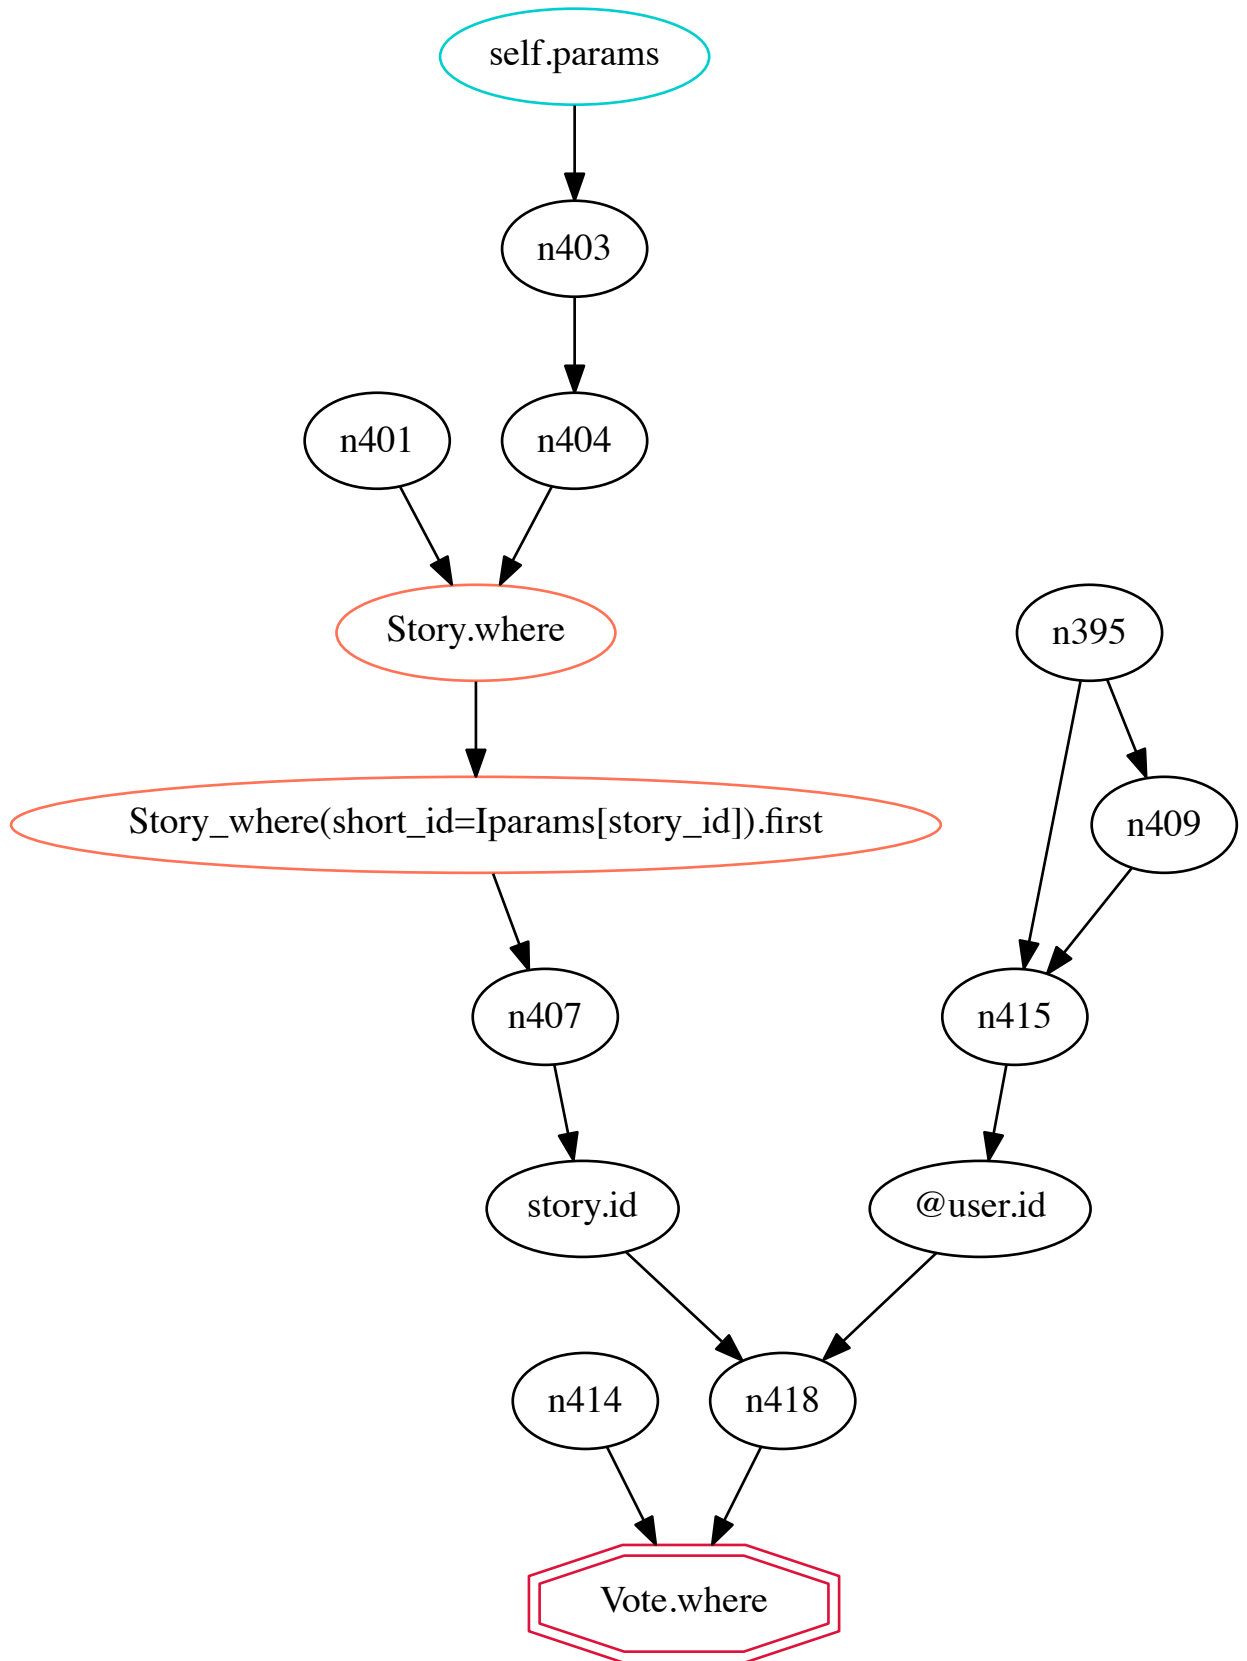 self.params
n403
n401
n404
Story.where
n395
Story_where(short_id=Iparams[story_id]).first
n409
n407
n415
story.id
@user.id
n414
n418
Vote.where